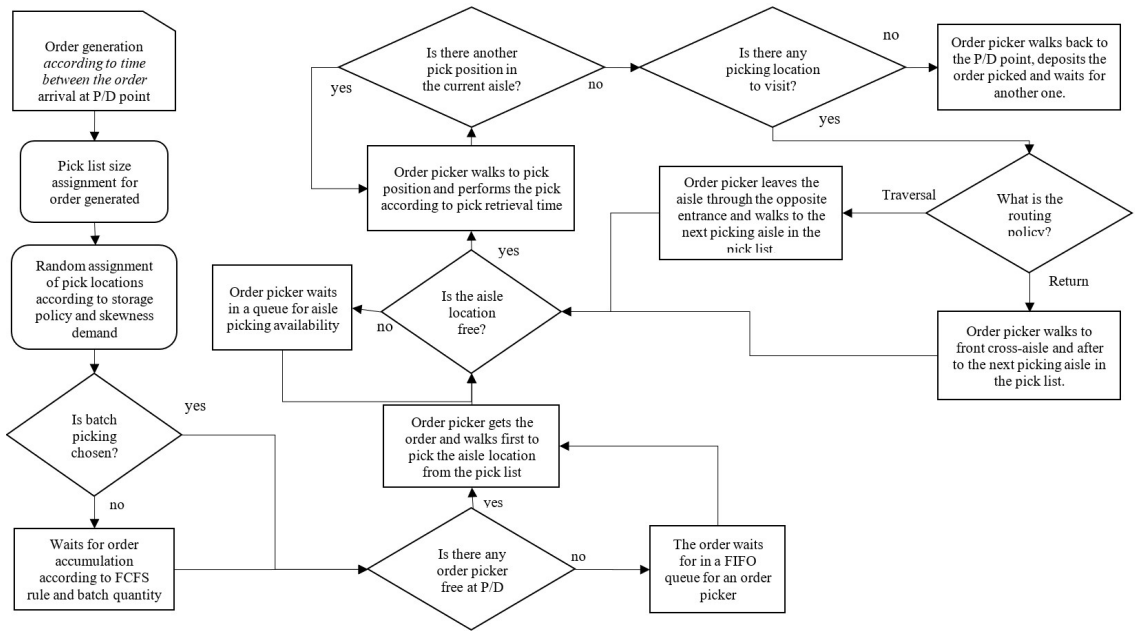 Order generation
according to time
between the order
arrival at P/D point
Pick list size
assignment for
order generated
Random assignment
of pick locations
according to storage
policy and skewness
demand
Is batch
picking
chosen?
yes
no
Waits for order
accumulation
according to FCFS
rule and batch quantity
Is there any
order picker
free at P/D
no
yes
The order waits
for in a FIFO
queue for an order
picker
Order picker gets the
order and walks first to
pick the aisle location
from the pick list
Is the aisle
location
free?
no
yes
Order picker waits
in a queue for aisle
picking availability
Order picker walks to pick
position and performs the pick
according to pick retrieval time
Is there another
pick position in
the current aisle?
yes
no
Is there any
picking location
to visit?
no
yes
Order picker walks back to
the P/D point, deposits the
order picked and waits for
another one.
What is the
routing
policy?
Traversal
Return
Order picker leaves the
aisle through the opposite
entrance and walks to the
next picking aisle in the
pick list
Order picker walks to
front cross-aisle and after
to the next picking aisle in
the pick list.